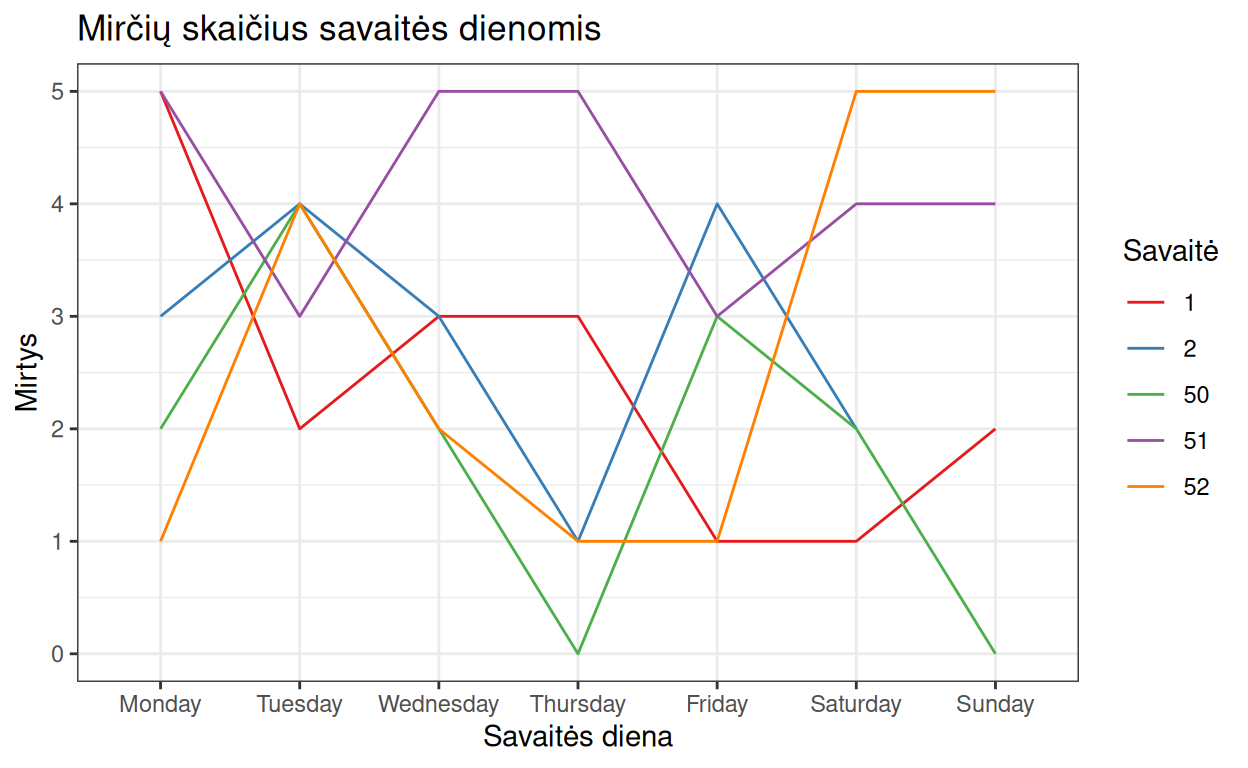 Mirčių skaičius savaitės dienomis
5
4
3
2
1
0
Mirtys
Monday Tuesday Wednesday Thursday Friday Saturday Sunday
Savaitės diena
Savaitė
1
2
50
51
52